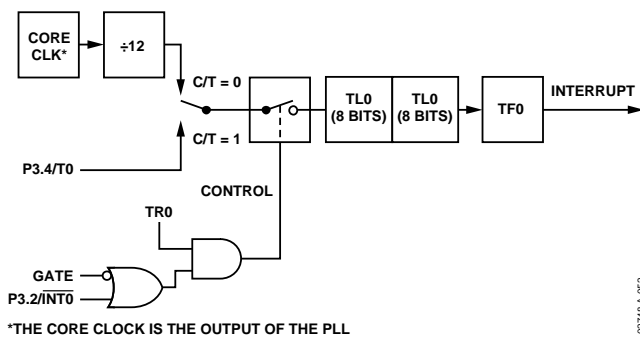 CORE
CLK*
÷12
C/T = 0
C/T = 1
P3.4/T0
TL0
(8 BITS)
TL0
(8 BITS)
TF0
INTERRUPT
CONTROL
TR0
GATE
P3.2/INT0
*THE CORE CLOCK IS THE OUTPUT OF THE PLL